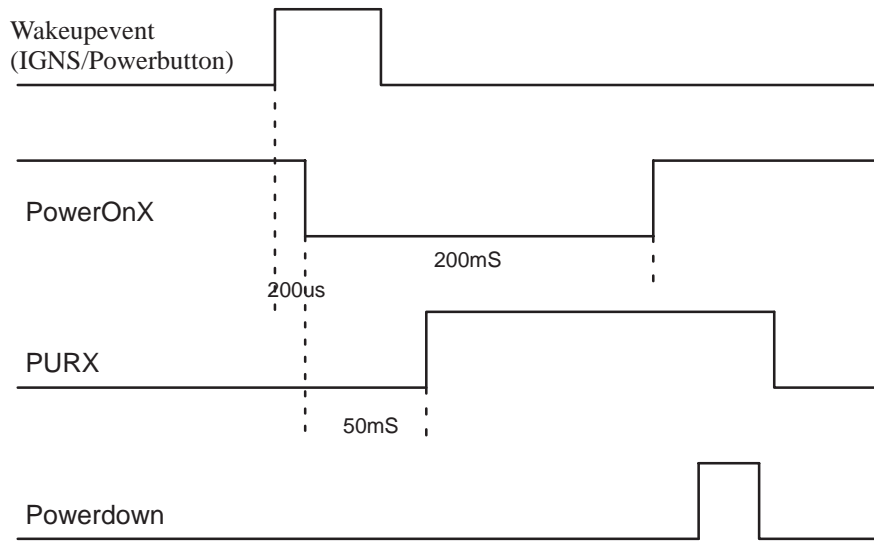 Wakeupevent
(IGNS/Powerbutton)
PowerOnX
200mS
200us
PURX
50mS
Powerdown